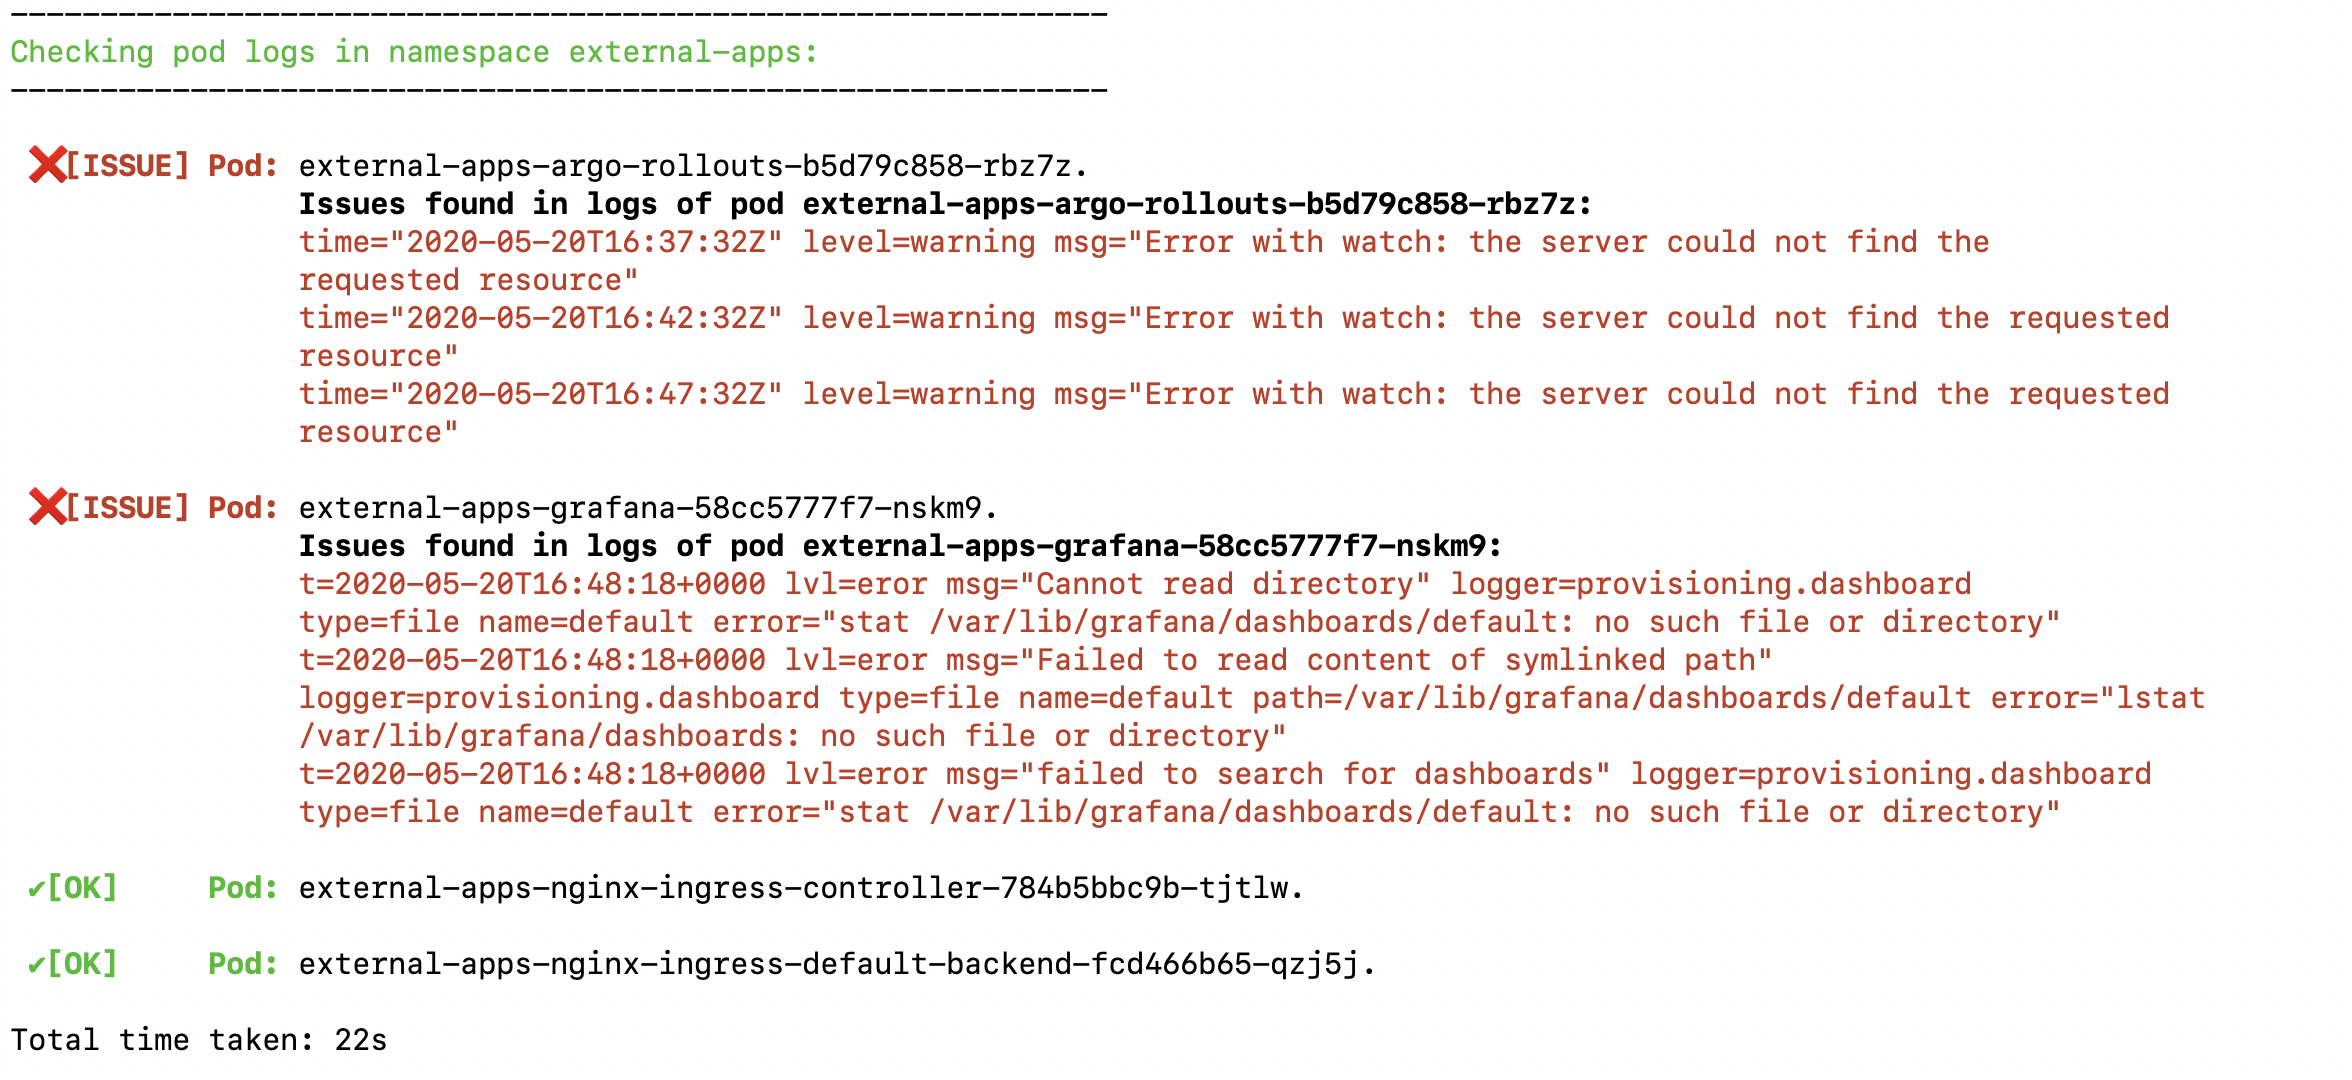 -------------------------------------------------------------
Checking pod logs in namespace external-apps:
-------------------------------------------------------------
❌[ISSUE] Pod: external-apps-argo-rollouts-b5d79c858-rbz7z.
Issues found in logs of pod external-apps-argo-rollouts-b5d79c858-rbz7z:
time="2020-05-20T16:37:32Z" level=warning msg="Error with watch: the server could not find the
requested resource"
time="2020-05-20T16:42:32Z" level=warning msg="Error with watch: the server could not find the requested
resource"
time="2020-05-20T16:47:32Z" level=warning msg="Error with watch: the server could not find the requested
resource"
❌[ISSUE] Pod: external-apps-grafana-58cc5777f7-nskm9.
Issues found in logs of pod external-apps-grafana-58cc5777f7-nskm9:
t=2020-05-20T16:48:18+0000 lvl=eror msg="Cannot read directory" logger=provisioning.dashboard
type=file name=default error="stat /var/lib/grafana/dashboards/default: no such file or directory"
t=2020-05-20T16:48:18+0000 lvl=eror msg="Failed to read content of symlinked path"
logger=provisioning.dashboard type=file name=default path=/var/lib/grafana/dashboards/default error="lstat
/var/lib/grafana/dashboards: no such file or directory"
t=2020-05-20T16:48:18+0000 lvl=eror msg="failed to search for dashboards" logger=provisioning.dashboard
type=file name=default error="stat /var/lib/grafana/dashboards/default: no such file or directory"
✔[OK] Pod: external-apps-nginx-ingress-controller-784b5bbc9b-tjtlw.
✔[OK] Pod: external-apps-nginx-ingress-default-backend-fcd466b65-qzj5j.
Total time taken: 22s